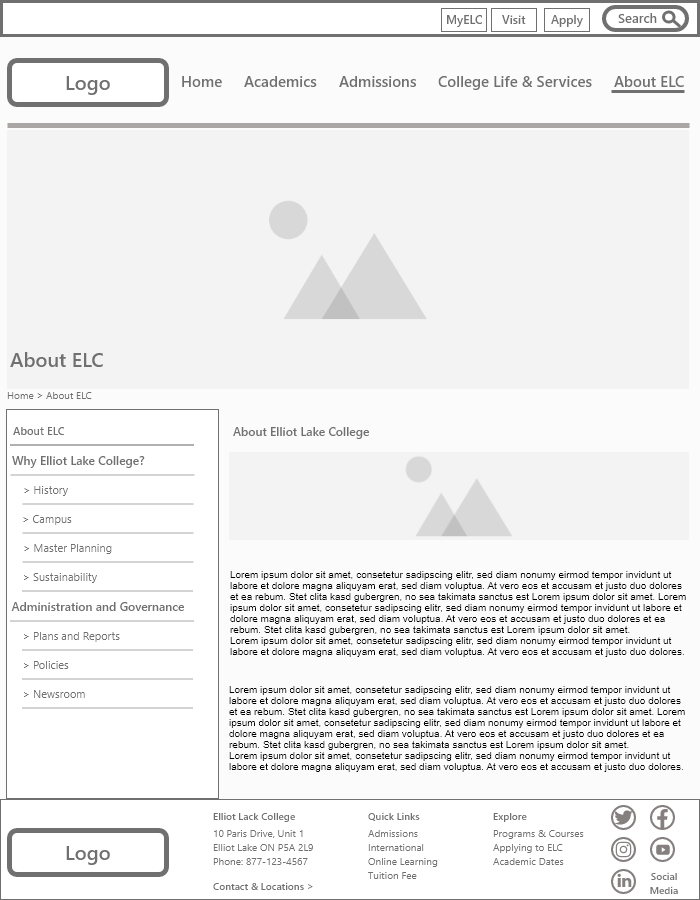 MyELC Visit Apply Search
Logo Home Academics Admissions College Life & Services About ELC
About ELC
Home > About ELC
About ELC
Why Elliot Lake College?
> History
> Campus
> Master Planning
> Sustainability
Administration and Governance
> Plans and Reports
> Policies
> Newsroom
About Elliot Lake College
Lorem ipsum dolor sit amet, consetetur sadipscing elitr, sed diam nonumy eirmod tempor invidunt ut
labore et dolore magna aliquyam erat, sed diam voluptua. At vero eos et accusam et justo duo dolores
et ea rebum. Stet clita kasd gubergren, no sea takimata sanctus est Lorem ipsum dolor sit amet. Lorem
ipsum dolor sit amet, consetetur sadipscing elitr, sed diam nonumy eirmod tempor invidunt ut labore et
dolore magna aliquyam erat, sed diam voluptua. At vero eos et accusam et justo duo dolores et ea
rebum. Stet clita kasd gubergren, no sea takimata sanctus est Lorem ipsum dolor sit amet.
Lorem ipsum dolor sit amet, consetetur sadipscing elitr, sed diam nonumy eirmod tempor invidunt ut
labore et dolore magna aliquyam erat, sed diam voluptua. At vero eos et accusam et justo duo dolores.
Lorem ipsum dolor sit amet, consetetur sadipscing elitr, sed diam nonumy eirmod tempor invidunt ut
labore et dolore magna aliquyam erat, sed diam voluptua. At vero eos et accusam et justo duo dolores
et ea rebum. Stet clita kasd gubergren, no sea takimata sanctus est Lorem ipsum dolor sit amet. Lorem
ipsum dolor sit amet, consetetur sadipscing elitr, sed diam nonumy eirmod tempor invidunt ut labore et
dolore magna aliquyam erat, sed diam voluptua. At vero eos et accusam et justo duo dolores et ea
rebum. Stet clita kasd gubergren, no sea takimata sanctus est Lorem ipsum dolor sit amet.
Lorem ipsum dolor sit amet, consetetur sadipscing elitr, sed diam nonumy eirmod tempor invidunt ut
labore et dolore magna aliquyam erat, sed diam voluptua. At vero eos et accusam et justo duo dolores.
Logo
Elliot Lack College
10 Paris Drive, Unit 1
Elliot Lake ON P5A 2L9
Phone: 877-123-4567
Contact & Locations >
Quick Links
Admissions
International
Online Learning
Tuition Fee
Explore
Programs & Courses
Applying to ELC
Academic Dates
Social
Media